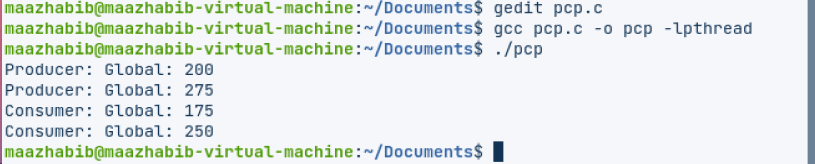 maazhabib@maazhabib-virtual-machine:~/Documents$ gedit pcp.c
maazhabib@maazhabib-virtual-machine:~/Documents$ gcc pcp.c -o pcp -lpthread
maazhabib@maazhabib-virtual-machine:~/Documents$ ./pcp
Producer: Global: 200
Producer: Global: 275
Consumer: Global: 175
Consumer: Global: 250
maazhabib@maazhabib-virtual-machine:~/Documents$